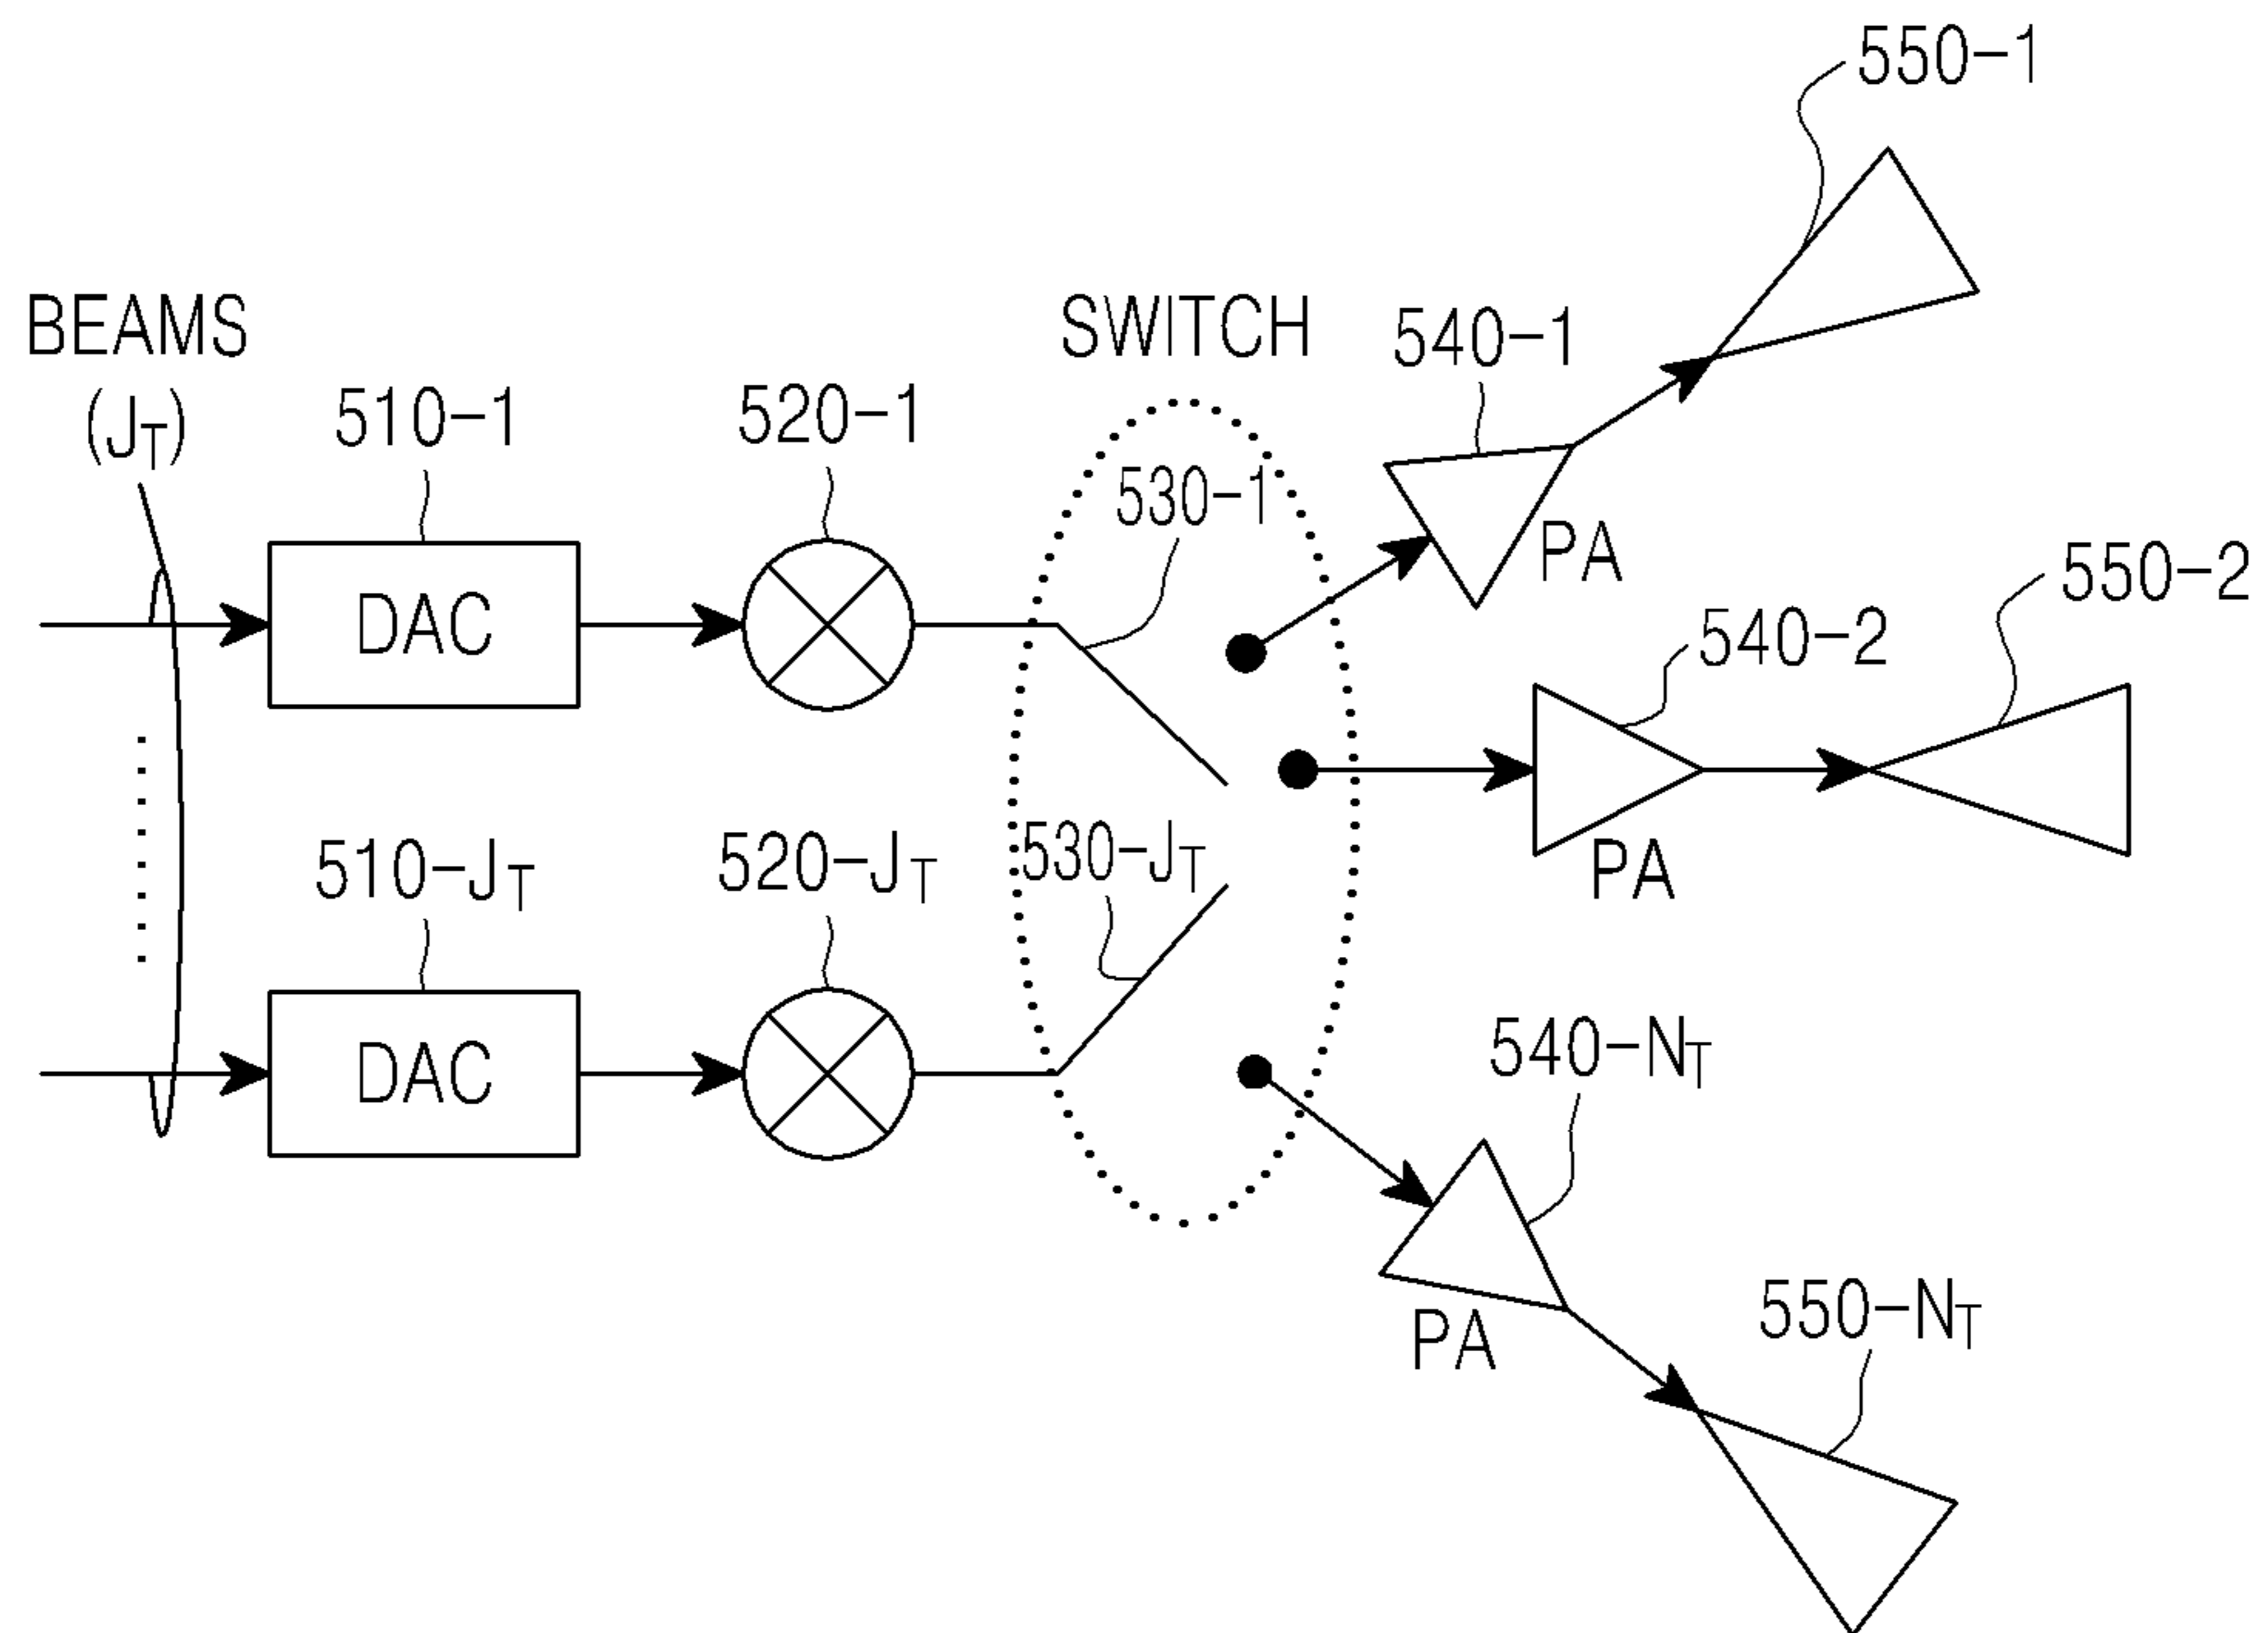 550-1
BEAMS
(J_T)
SWITCH
540-1
510-1
520-1
530-1
PA
550-2
DAC
540-2
PA
510-J_T
520-J_T
530-J_T
DAC
540-N_T
PA
550-N_T